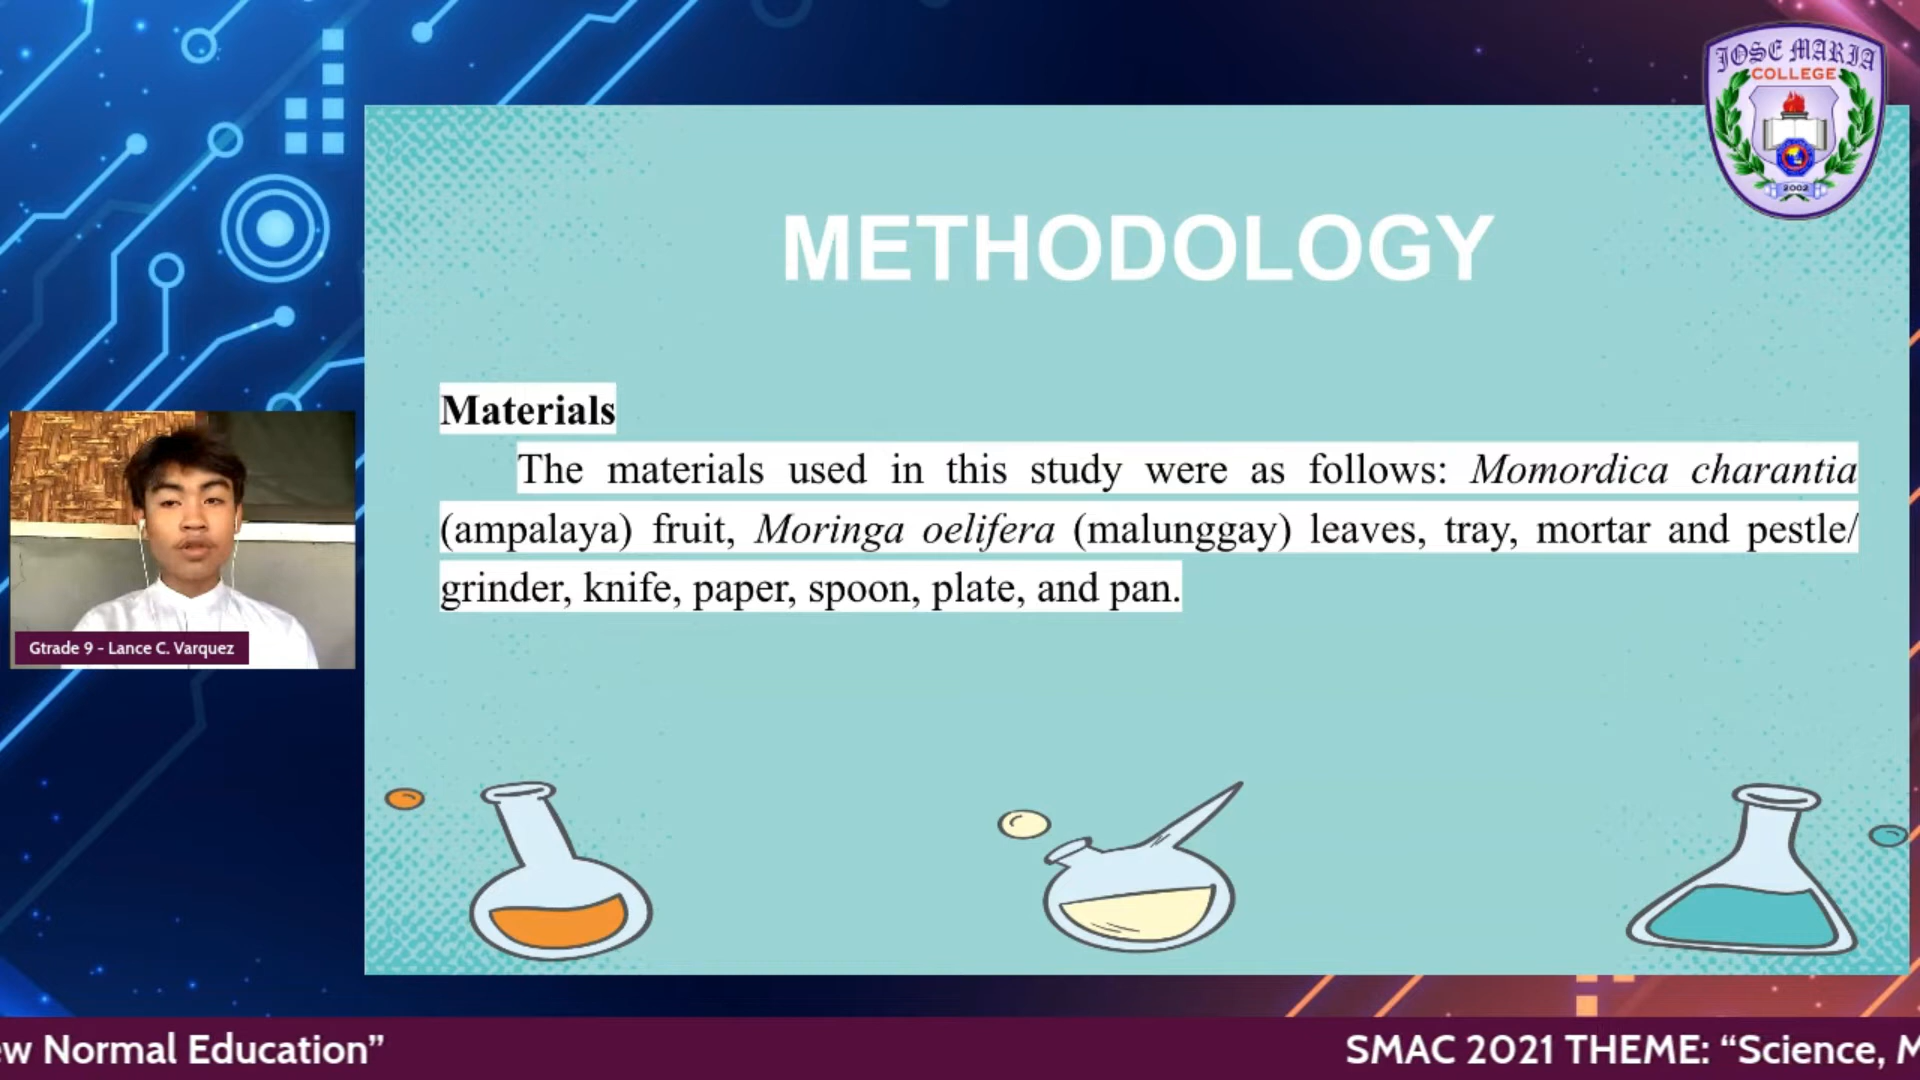 JOSE MARIA
COLLEGE
2002
METHODOLOGY
Materials
The materials used in this study were as follows: Momordica charantia
(ampalaya) fruit, Moringa oelifera (malunggay) leaves, tray, mortar and pestle/
grinder, knife, paper, spoon, plate, and pan.
Gtrade 9 - Lance C. Varquez
ew Normal Education”
SMAC 2021 THEME: “Science, M